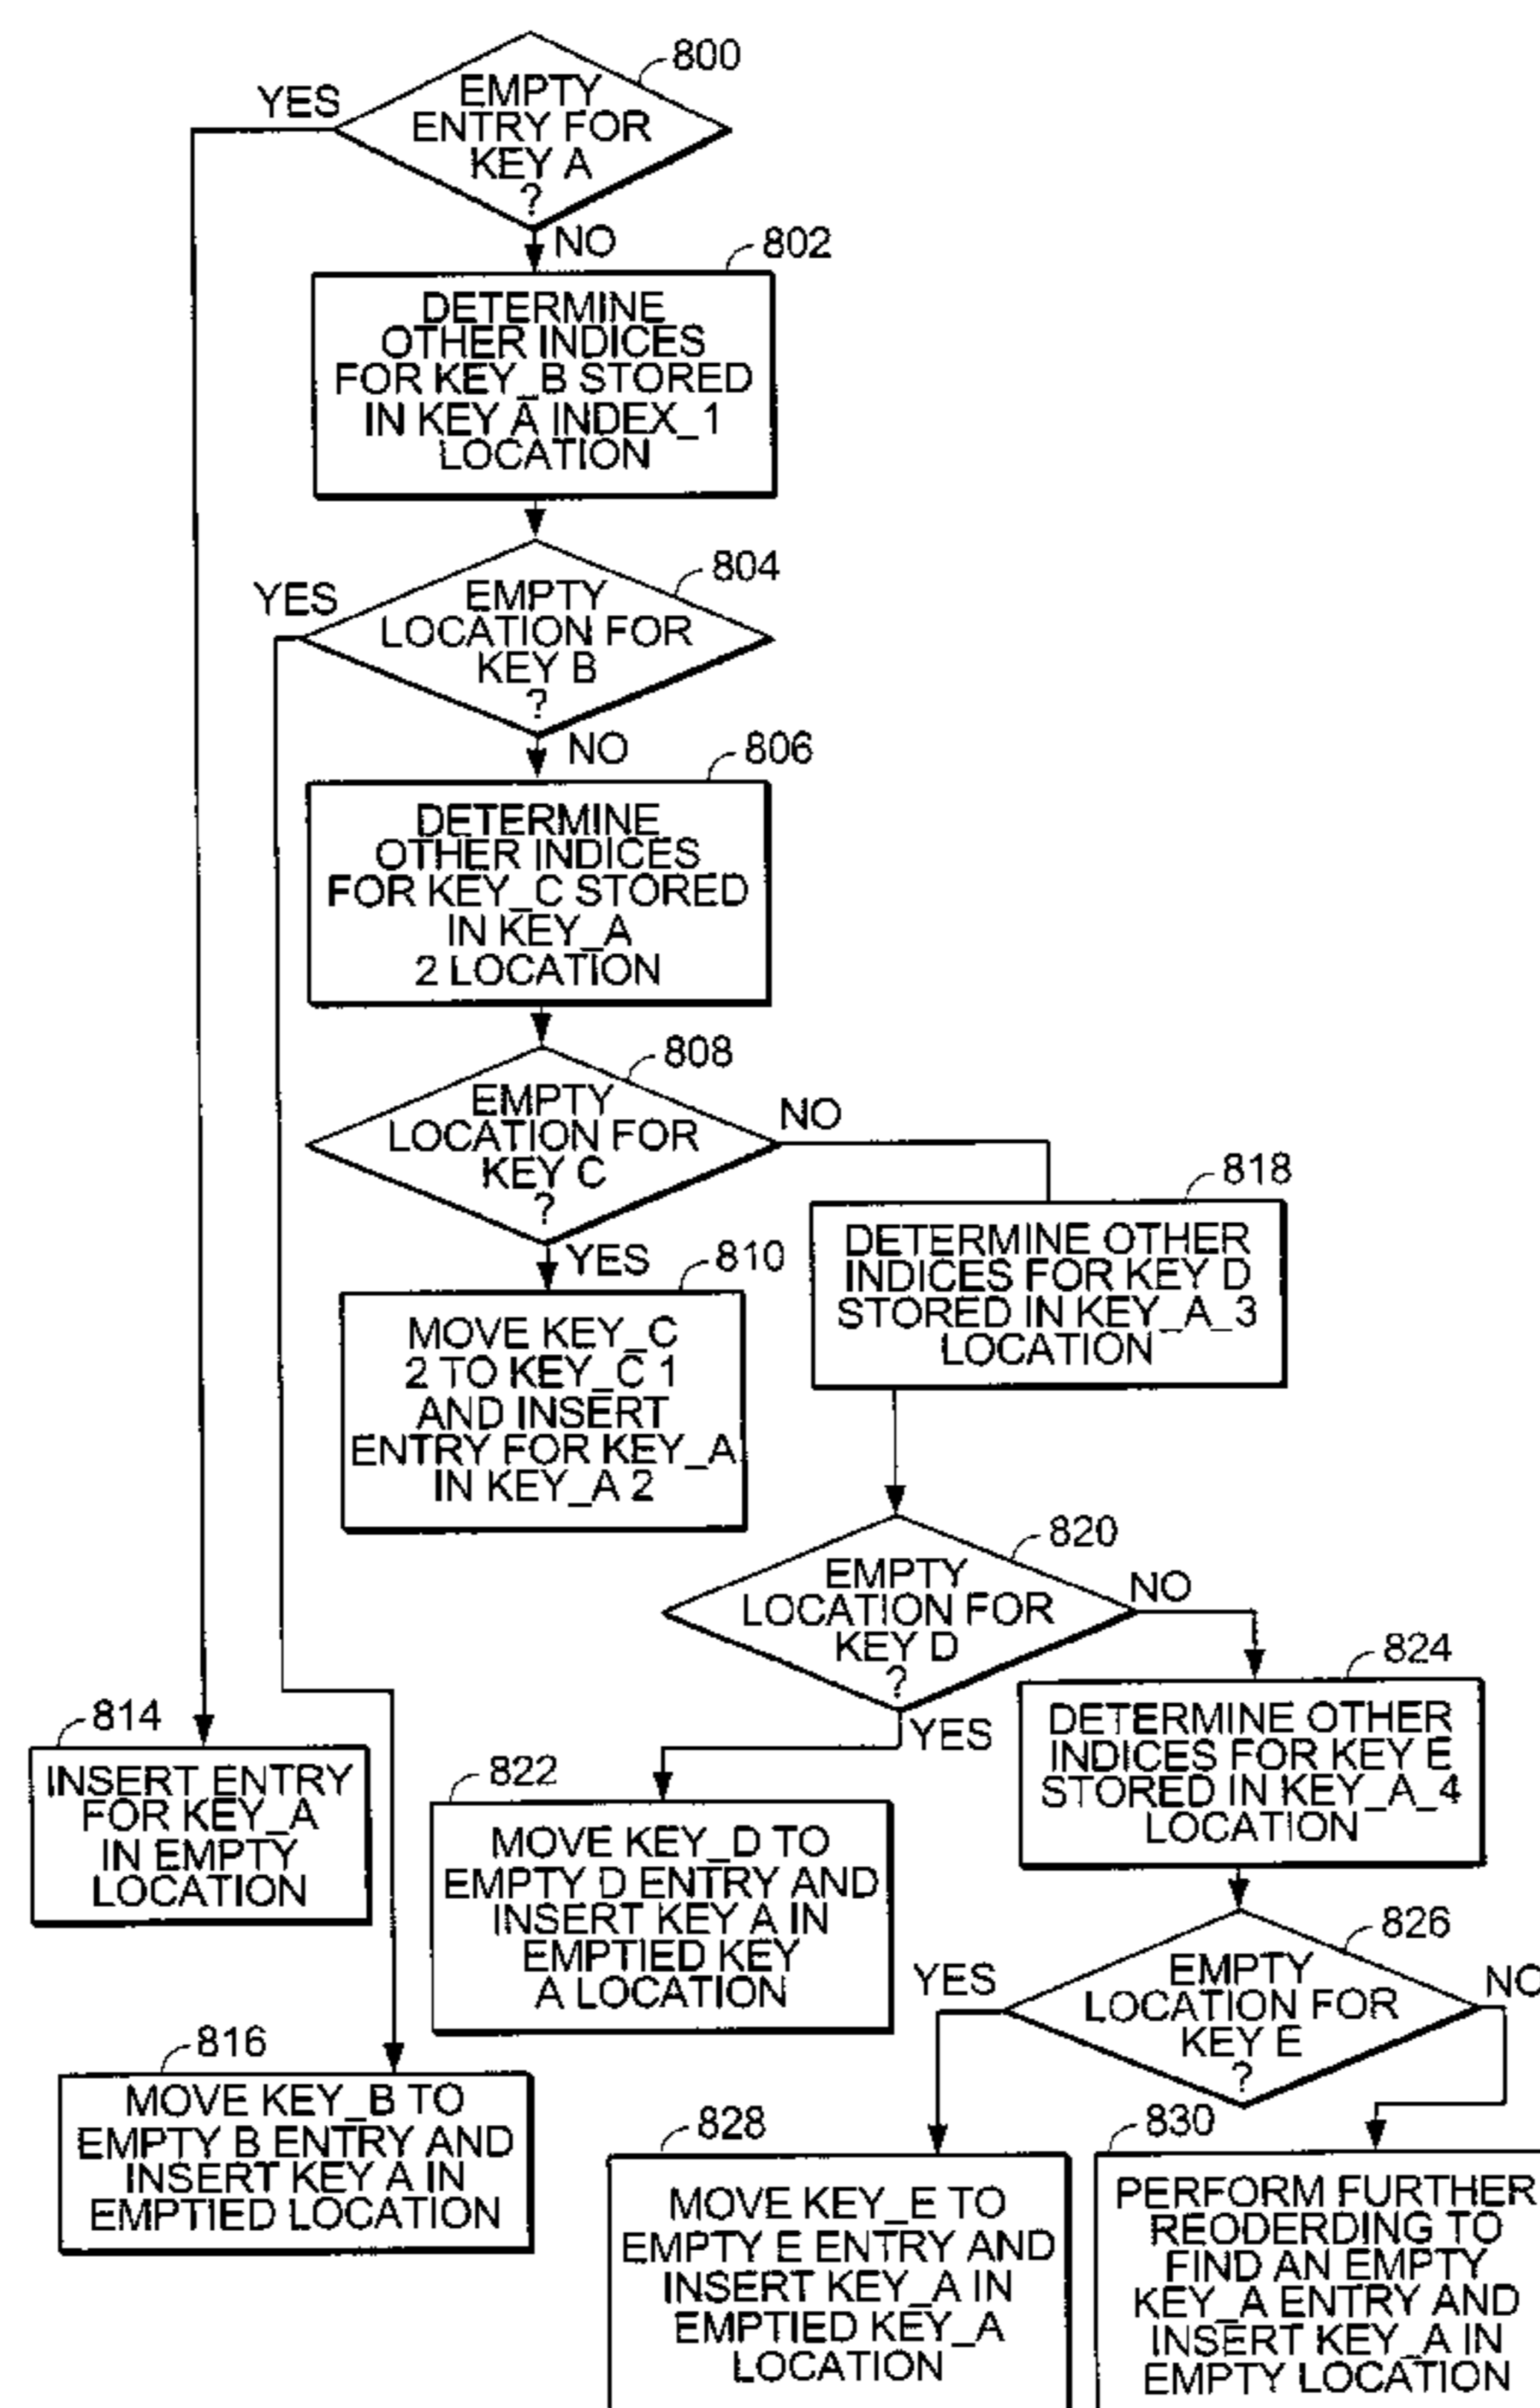 800
YES
EMPTY
ENTRY FOR
KEY A
?
NO
802
DETERMINE
OTHER INDICES
FOR KEY_B STORED
IN KEY A INDEX_1
LOCATION
804
YES
EMPTY
LOCATION FOR
KEY B
?
NO
806
DETERMINE
OTHER INDICES
FOR KEY_C STORED
IN KEY_A
2 LOCATION
808
EMPTY
LOCATION FOR
KEY C
?
NO
YES
810
MOVE KEY_C
2 TO KEY_C 1
AND INSERT
ENTRY FOR KEY_A
IN KEY_A 2
818
DETERMINE OTHER
INDICES FOR KEY D
STORED IN KEY_A_3
LOCATION
820
EMPTY
LOCATION FOR
KEY D
?
NO
YES
824
DETERMINE OTHER
INDICES FOR KEY E
STORED IN KEY_A_4
LOCATION
814
INSERT ENTRY
FOR KEY_A
IN EMPTY
LOCATION
822
MOVE KEY_D TO
EMPTY D ENTRY AND
INSERT KEY A IN
EMPTIED KEY
A LOCATION
826
YES
EMPTY
LOCATION FOR
KEY E
?
NO
816
MOVE KEY_B TO
EMPTY B ENTRY AND
INSERT KEY A IN
EMPTIED LOCATION
828
MOVE KEY_E TO
EMPTY E ENTRY AND
INSERT KEY_A IN
EMPTIED KEY_A
LOCATION
830
PERFORM FURTHER
REODERDING TO
FIND AN EMPTY
KEY_A ENTRY AND
INSERT KEY_A IN
EMPTY LOCATION